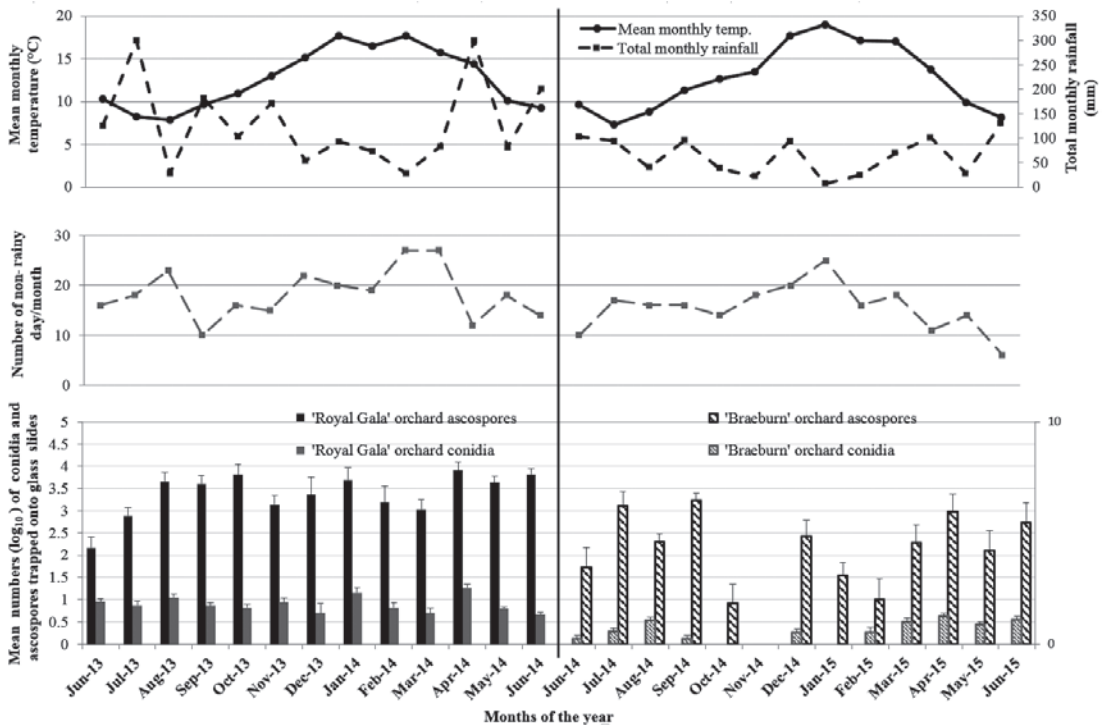 Mean monthly
temperature (°C)
20
15
10
5
0
Mean monthly temp.
Total monthly rainfall
350
300
250
200
150
100
50
0
Total monthly rainfall
(mm)
Number of non- rainy
day/month
30
20
10
0
Mean numbers (log10) of conidia and
ascospores trapped onto glass slides
5
4.5
4
3.5
3
2.5
2
1.5
1
0.5
0
'Royal Gala' orchard ascospores
'Royal Gala' orchard conidia
'Braeburn' orchard ascospores
'Braeburn' orchard conidia
10
0
Jun-13
Jul-13
Aug-13
Sep-13
Oct-13
Nov-13
Dec-13
Jan-14
Feb-14
Mar-14
Apr-14
May-14
Jun-14
Jun-14
Jul-14
Aug-14
Sep-14
Oct-14
Nov-14
Dec-14
Jan-15
Feb-15
Mar-15
Apr-15
May-15
Jun-15
Months of the year